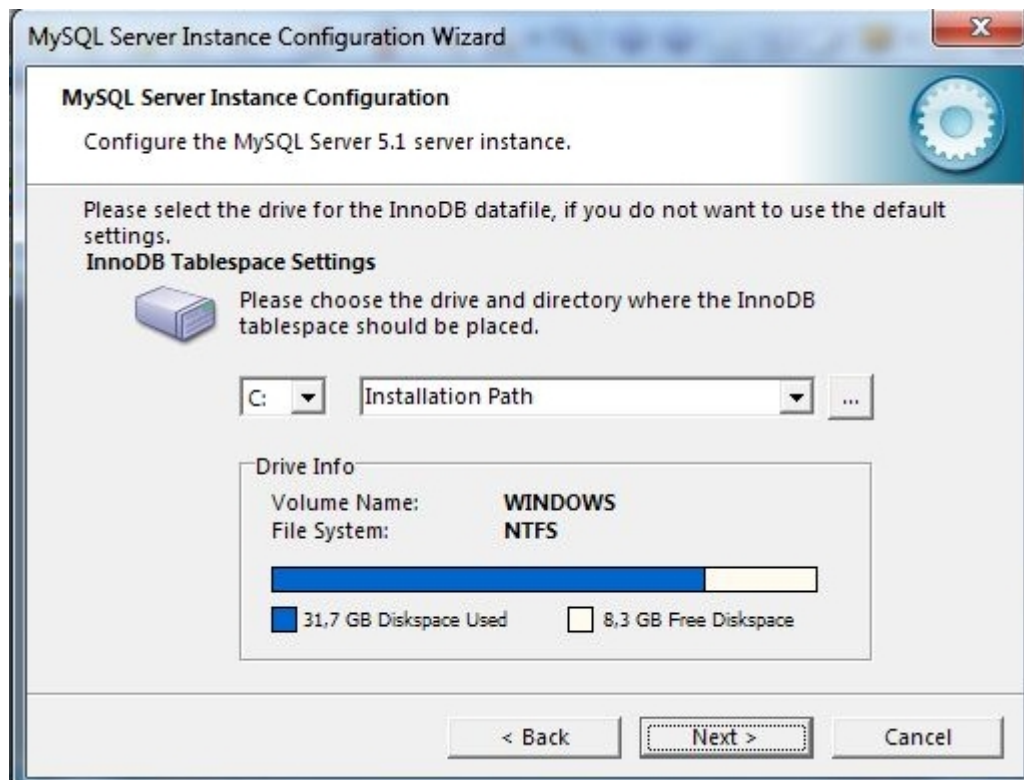 MySQL Server Instance Configuration Wizard
MySQL Server Instance Configuration
Configure the MySQL Server 5.1 server instance.
Please select the drive for the InnoDB datafile, if you do not want to use the default
settings.
InnoDB Tablespace Settings
Please choose the drive and directory where the InnoDB
tablespace should be placed.
C: Installation Path ...
Drive Info
Volume Name: WINDOWS
File System: NTFS
31,7 GB Diskspace Used 8,3 GB Free Diskspace
< Back Next > Cancel